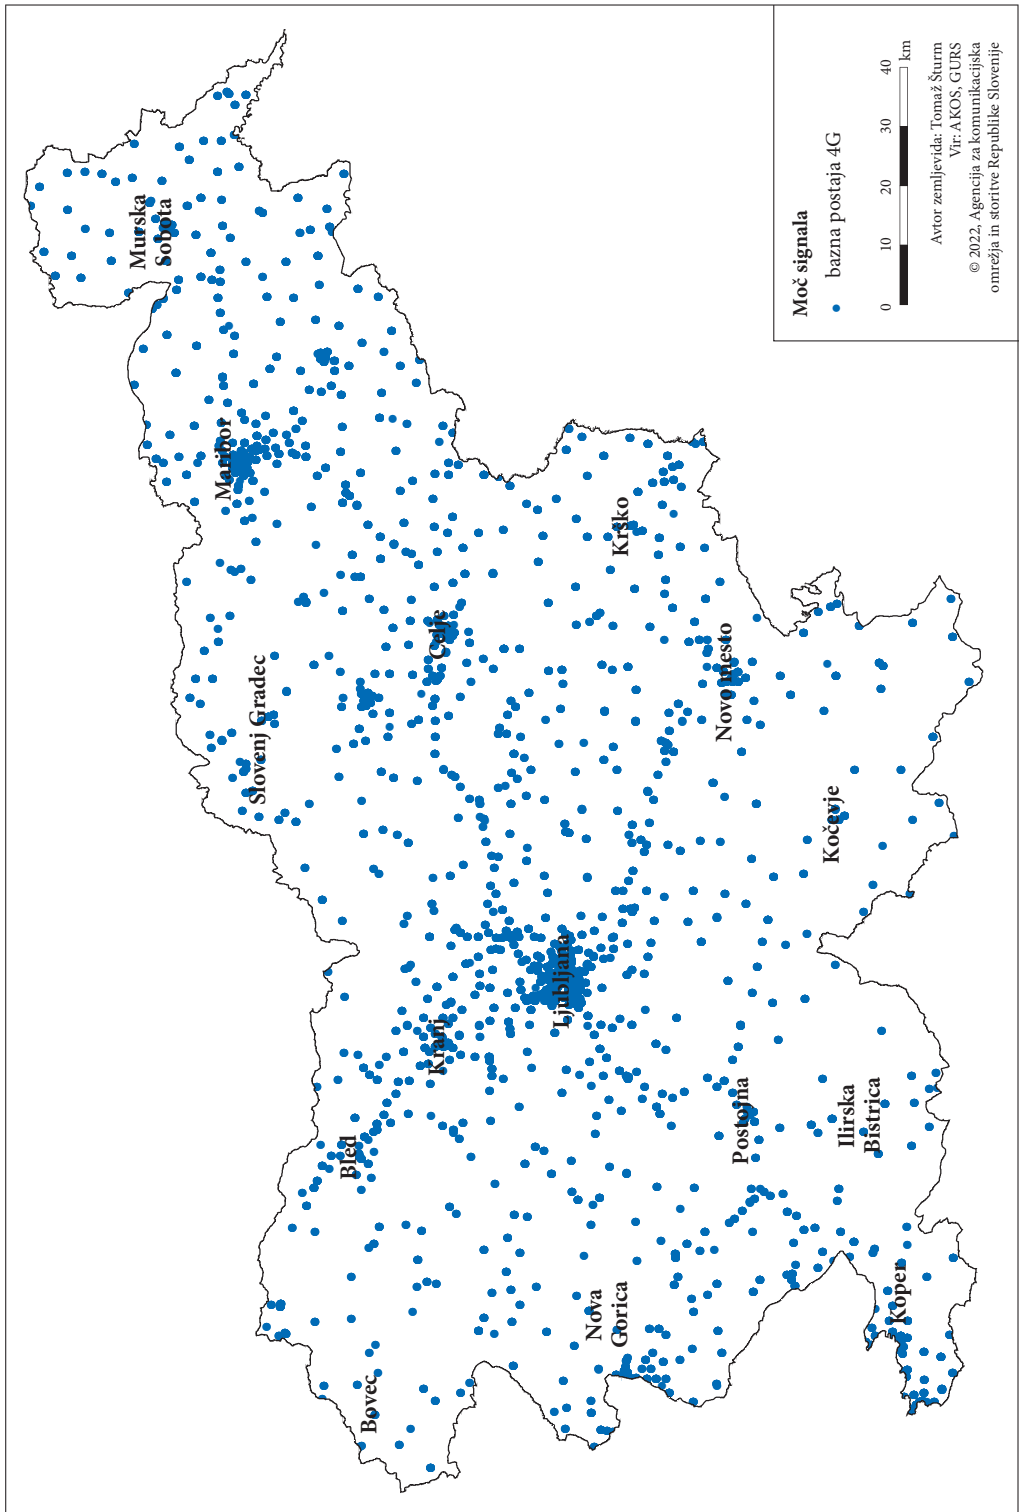 Murska
Sobota
Maribor
Slovenj Gradec
Celje
Krško
Novo mesto
Kočevje
Ljubljana
Kranj
Bled
Bovec
Nova
Gorica
Postojna
Ilirska
Bistrica
Koper
Moč signala
bazna postaja 4G
0 10 20 30 40
km
Avtor zemljevida: Tomaž Šturm
Vir: AKOS, GURS
© 2022, Agencija za komunikacijska
omrežja in storitve Republike Slovenije